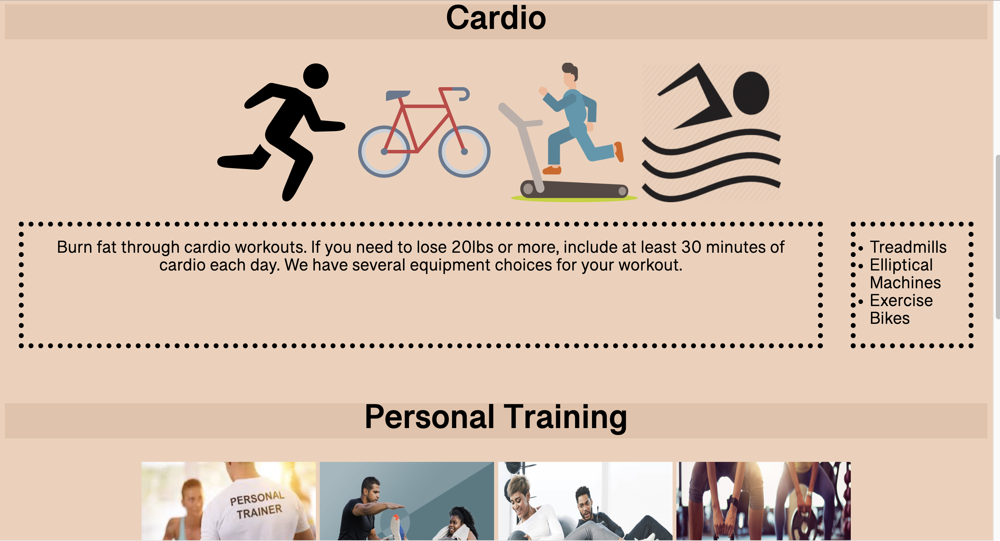 Cardio
Burn fat through cardio workouts. If you need to lose 20lbs or more, include at least 30 minutes of
cardio each day. We have several equipment choices for your workout.
• Treadmills
• Elliptical
Machines
• Exercise
Bikes
Personal Training
PERSONAL
TRAINER